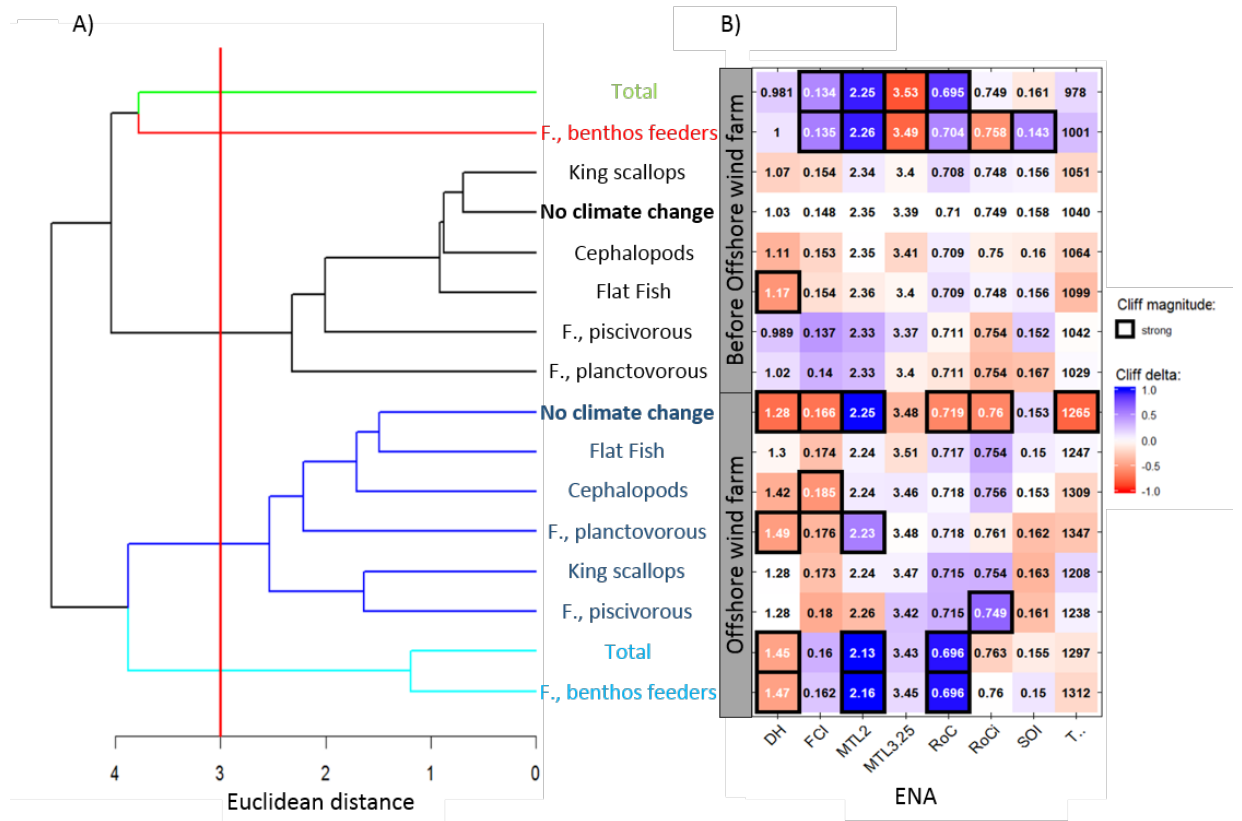 A)
B)
Total
0.981 0.134 2.25 3.53 0.695 0.749 0.161 978
F., benthos feeders
1 0.135 2.26 3.49 0.704 0.758 0.143 1001
King scallops
1.07 0.154 2.34 3.4 0.708 0.748 0.156 1051
No climate change
1.03 0.148 2.35 3.39 0.71 0.749 0.158 1040
Cephalopods
1.11 0.153 2.35 3.41 0.709 0.75 0.16 1064
Flat Fish
1.17 0.154 2.36 3.4 0.709 0.748 0.156 1099
F., piscivorous
0.989 0.137 2.33 3.37 0.711 0.754 0.152 1042
F., planctovorous
1.02 0.14 2.33 3.4 0.711 0.754 0.167 1029
Before Offshore wind farm
No climate change
1.28 0.166 2.25 3.48 0.719 0.76 0.153 1265
Flat Fish
1.3 0.174 2.24 3.51 0.717 0.754 0.15 1247
Cephalopods
1.42 0.185 2.24 3.46 0.718 0.756 0.153 1309
F., planctovorous
1.49 0.176 2.23 3.48 0.718 0.761 0.162 1347
King scallops
1.28 0.173 2.24 3.47 0.715 0.754 0.163 1208
F., piscivorous
1.28 0.18 2.26 3.42 0.715 0.749 0.161 1238
Total
1.45 0.16 2.13 3.43 0.696 0.763 0.155 1297
F., benthos feeders
1.47 0.162 2.16 3.45 0.696 0.76 0.15 1312
Offshore wind farm
DH FCI MTL2 MTL3.25 RoC RoCi SOI T..
4 3 2 1 0
Euclidean distance
ENA
Cliff magnitude:
strong
Cliff delta:
1.0
0.5
0.0
-0.5
-1.0